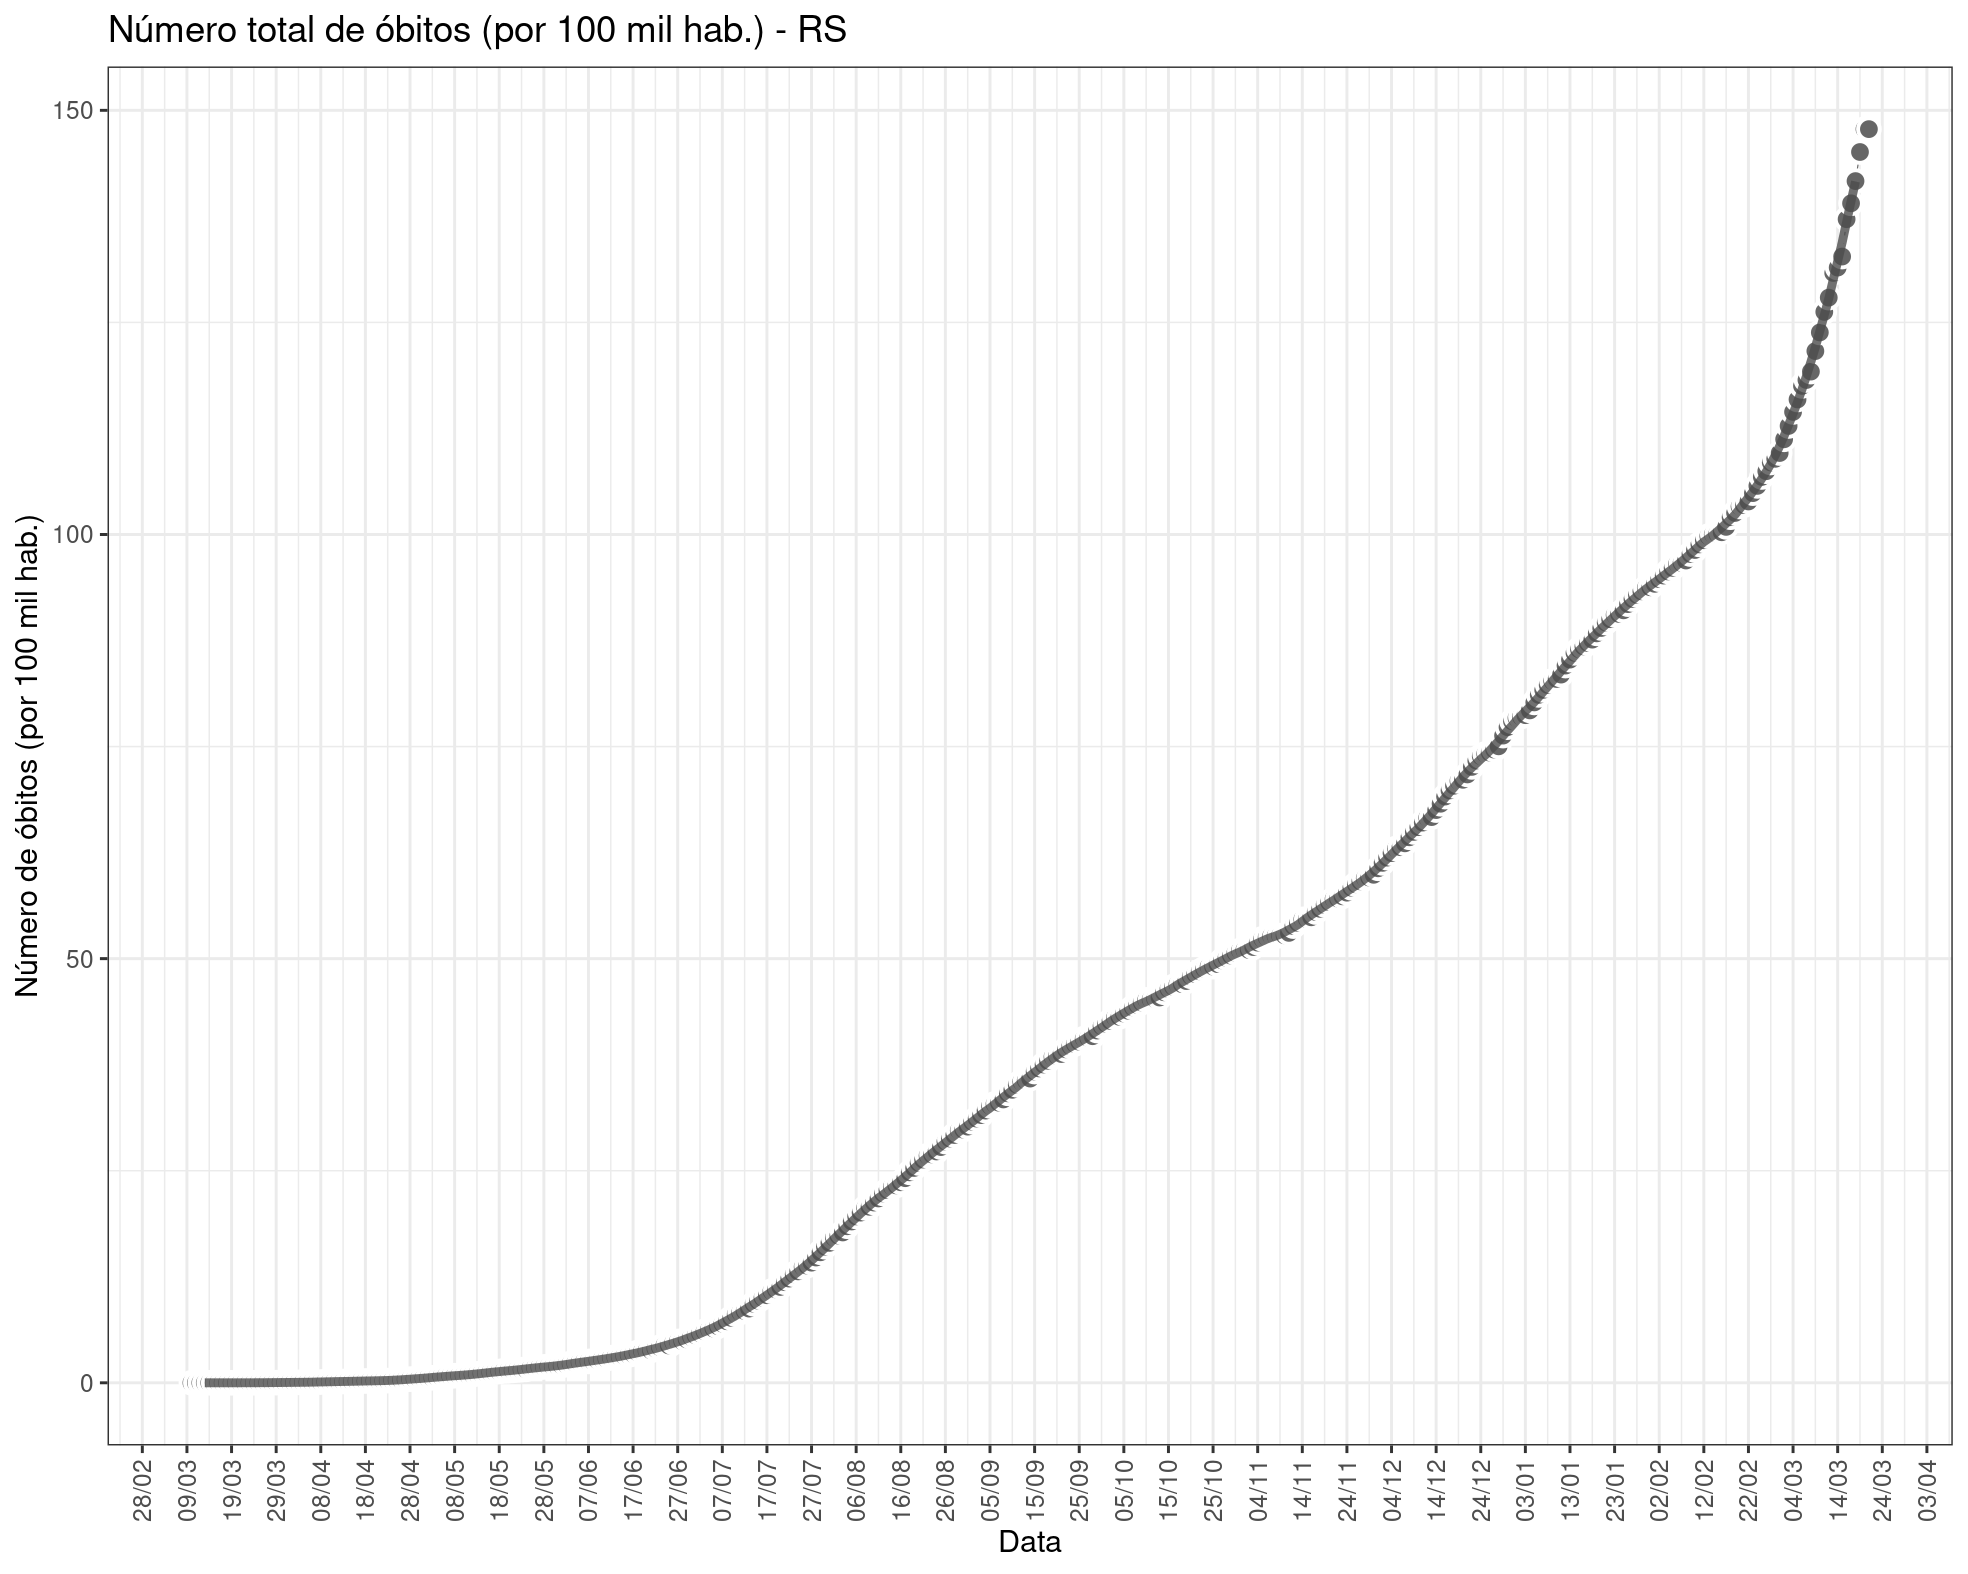 Número total de óbitos (por 100 mil hab.) - RS
Número de óbitos (por 100 mil hab.)
150
100
50
0
28/02 09/03 19/03 29/03 08/04 18/04 28/04 08/05 18/05 28/05 07/06 17/06 27/06 07/07 17/07 27/07 06/08 16/08 26/08 05/09 15/09 25/09 05/10 15/10 25/10 04/11 14/11 24/11 04/12 14/12 24/12 03/01 13/01 23/01 02/02 12/02 22/02 04/03 14/03 24/03 03/04
Data